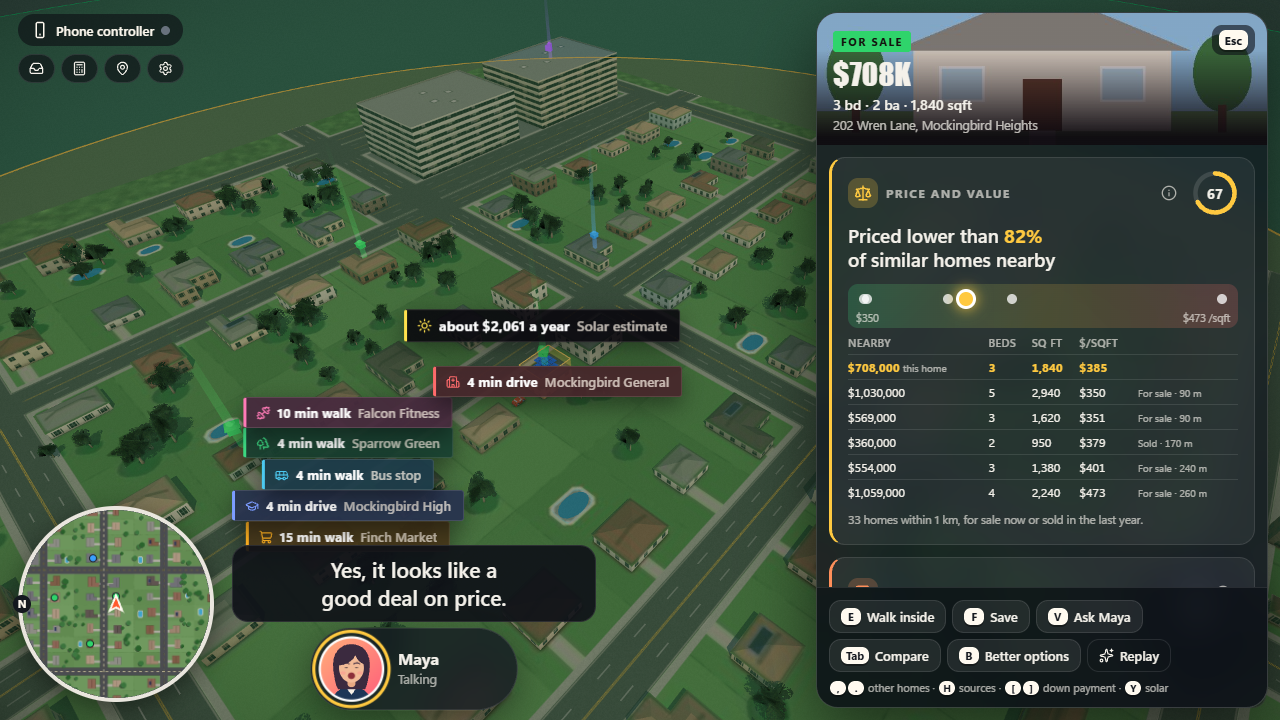 Phone controller
FOR SALE
Esc
$708K
3 bd · 2 ba · 1,840 sqft
202 Wren Lane, Mockingbird Heights
PRICE AND VALUE
67
Priced lower than 82%
of similar homes nearby
$350
$473 /sqft
NEARBY BEDS SQ FT $/SQFT
$708,000 this home 3 1,840 $385
$1,030,000 5 2,940 $350 For sale · 90 m
$569,000 3 1,620 $351 For sale · 90 m
$360,000 2 950 $379 Sold · 170 m
$554,000 3 1,380 $401 For sale · 240 m
$1,059,000 4 2,240 $473 For sale · 260 m
33 homes within 1 km, for sale now or sold in the last year.
about $2,061 a year Solar estimate
4 min drive Mockingbird General
10 min walk Falcon Fitness
4 min walk Sparrow Green
4 min walk Bus stop
4 min drive Mockingbird High
15 min walk Finch Market
Yes, it looks like a
good deal on price.
Maya
Talking
N
E Walk inside
F Save
V Ask Maya
Tab Compare
B Better options
Replay
, . other homes · H sources · [ ] down payment · Y solar